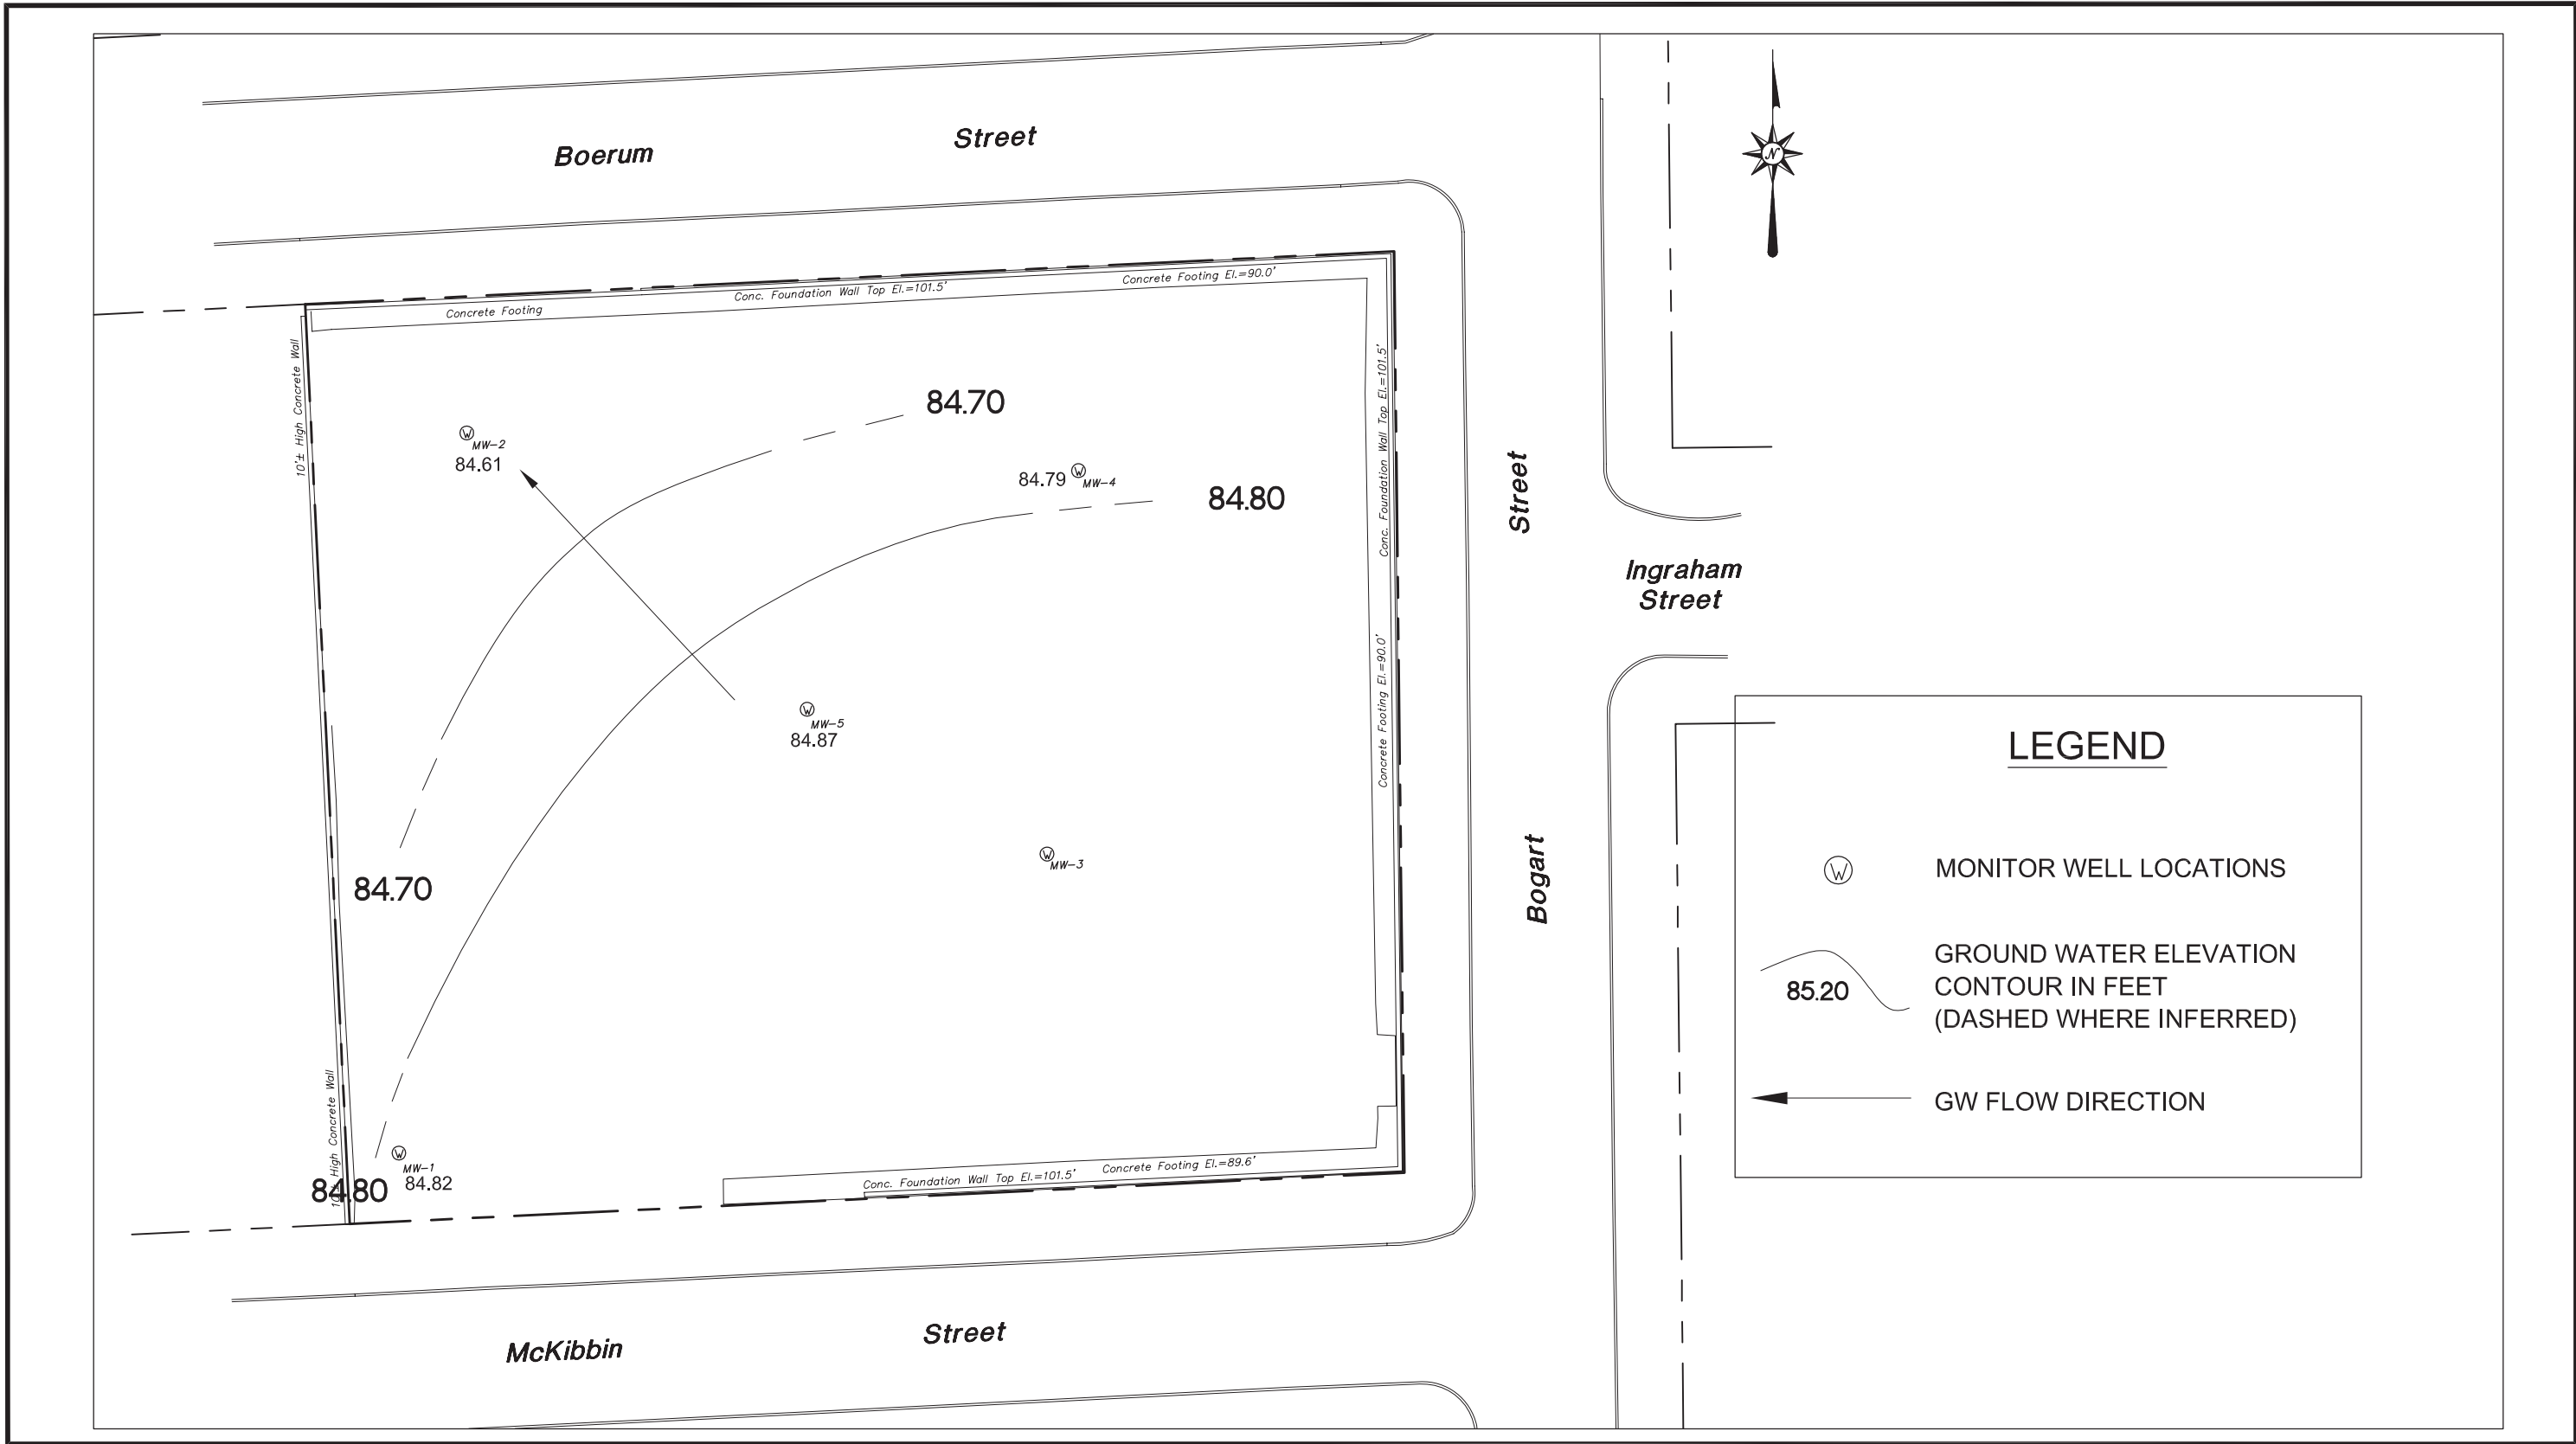 Boerum Street
N
Concrete Footing
Conc. Foundation Wall Top El.=101.5'
Concrete Footing El.=90.0'
10'± High Concrete Wall
84.70
MW-2
84.61
84.79
MW-4
84.80
Conc. Foundation Wall Top El.=101.5'
Bogart Street
Ingraham
Street
Concrete Footing El.=90.0'
MW-5
84.87
MW-3
84.70
10'± High Concrete Wall
MW-1
84.82
84.80
Conc. Foundation Wall Top El.=101.5'
Concrete Footing El.=89.6'
McKibbin Street
LEGEND
W
MONITOR WELL LOCATIONS
85.20
GROUND WATER ELEVATION
CONTOUR IN FEET
(DASHED WHERE INFERRED)
GW FLOW DIRECTION